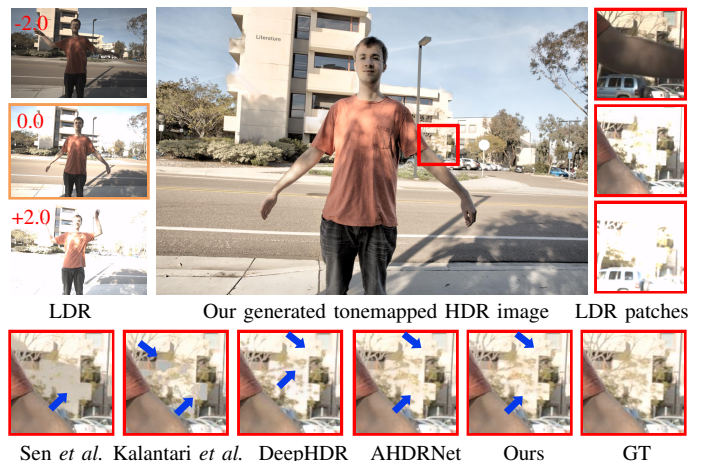 -2.0
0.0
+2.0
Literature
LDR
Our generated tonemapped HDR image
LDR patches
Sen et al.
Kalantari et al.
DeepHDR
AHDRNet
Ours
GT